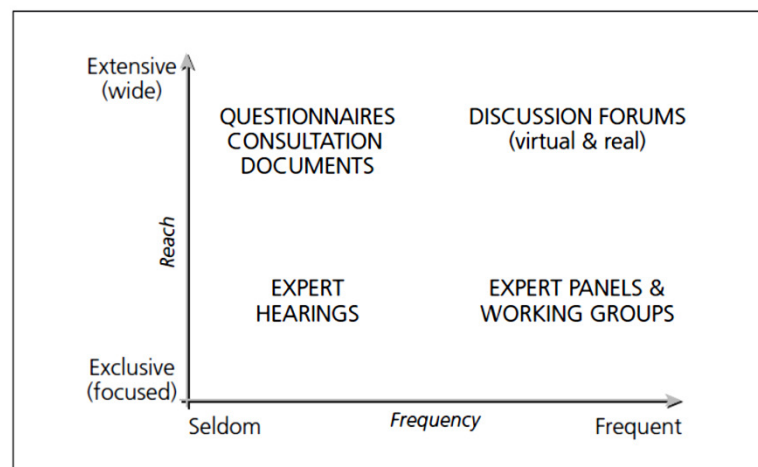 Extensive
(wide)
QUESTIONNAIRES
CONSULTATION
DOCUMENTS
DISCUSSION FORUMS
(virtual & real)
Reach
EXPERT
HEARINGS
EXPERT PANELS &
WORKING GROUPS
Exclusive
(focused)
Seldom
Frequency
Frequent